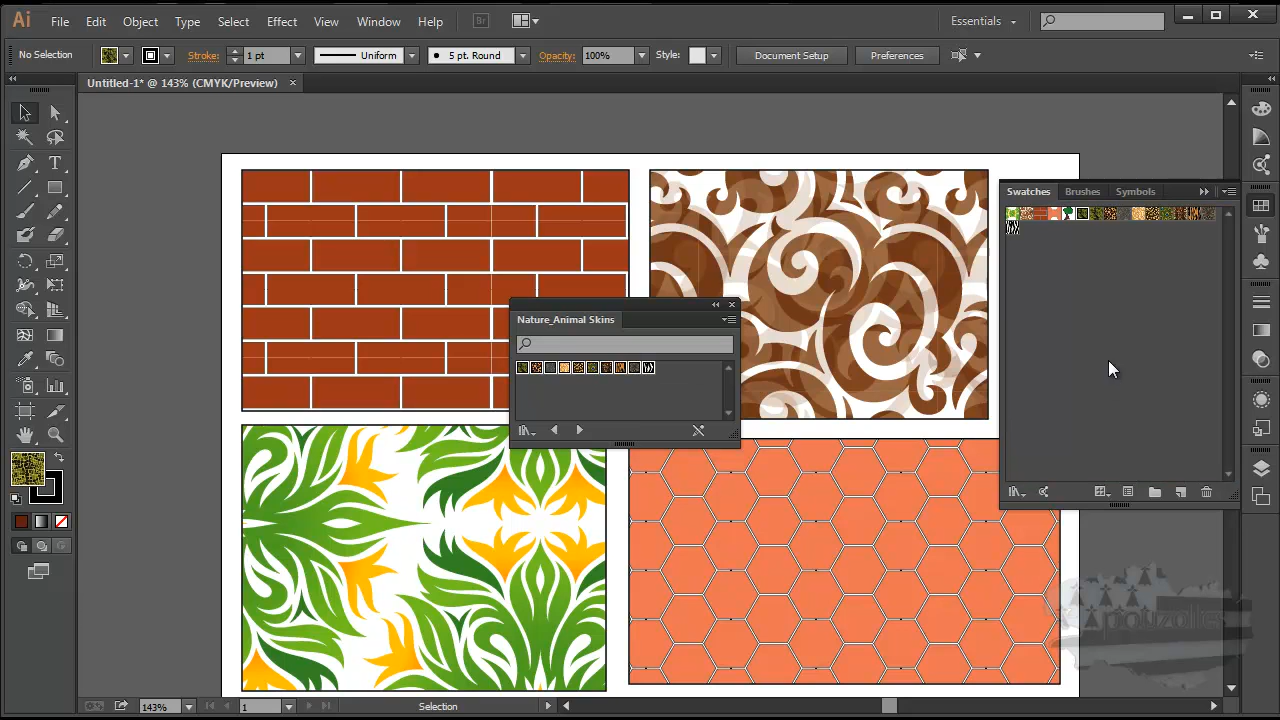 Ai File Edit Object Type Select Effect View Window Help Br Essentials
No Selection Stroke: 1 pt Uniform 5 pt. Round Opacity: 100% Style: Document Setup Preferences
Untitled-1* @ 143% (CMYK/Preview)
Swatches Brushes Symbols
Nature_Animal Skins
polyzolies
143% 1 Selection